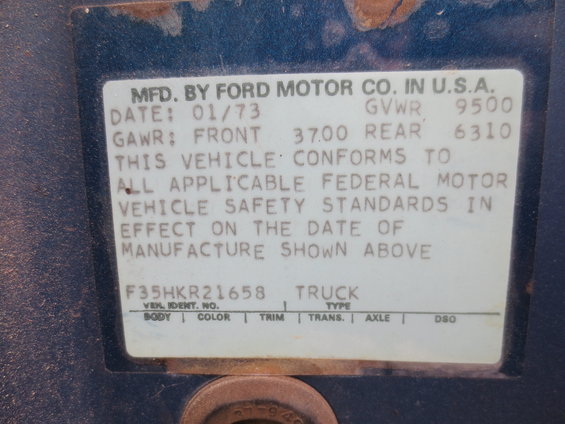 MFD. BY FORD MOTOR CO. IN U.S.A.
DATE: 01/73 GVWR 9500
GAWR: FRONT 3700 REAR 6310
THIS VEHICLE CONFORMS TO
ALL APPLICABLE FEDERAL MOTOR
VEHICLE SAFETY STANDARDS IN
EFFECT ON THE DATE OF
MANUFACTURE SHOWN ABOVE
F35HKR21658 TRUCK
VEH. IDENT. NO. TYPE
BODY | COLOR | TRIM | TRANS. | AXLE | DSO